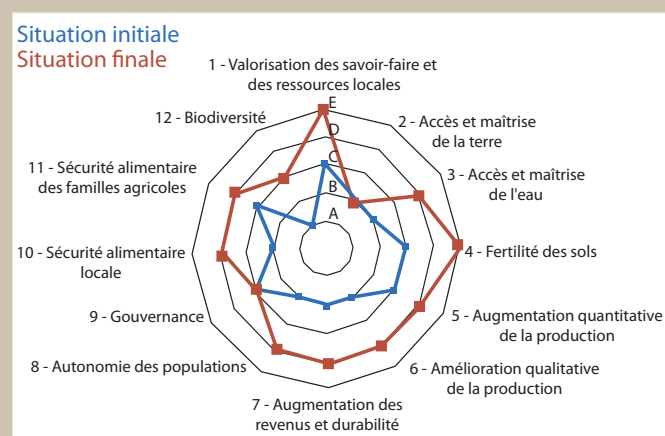 Situation initiale
Situation finale
1 - Valorisation des savoir-faire et
des ressources locales
2 - Accès et maîtrise
de la terre
3 - Accès et maîtrise
de l'eau
4 - Fertilité des sols
5 - Augmentation quantitative
de la production
6 - Amélioration qualitative
de la production
7 - Augmentation des
revenus et durabilité
8 - Autonomie des populations
9 - Gouvernance
10 - Sécurité alimentaire
locale
11 - Sécurité alimentaire
des familles agricoles
12 - Biodiversité
E
D
C
B
A